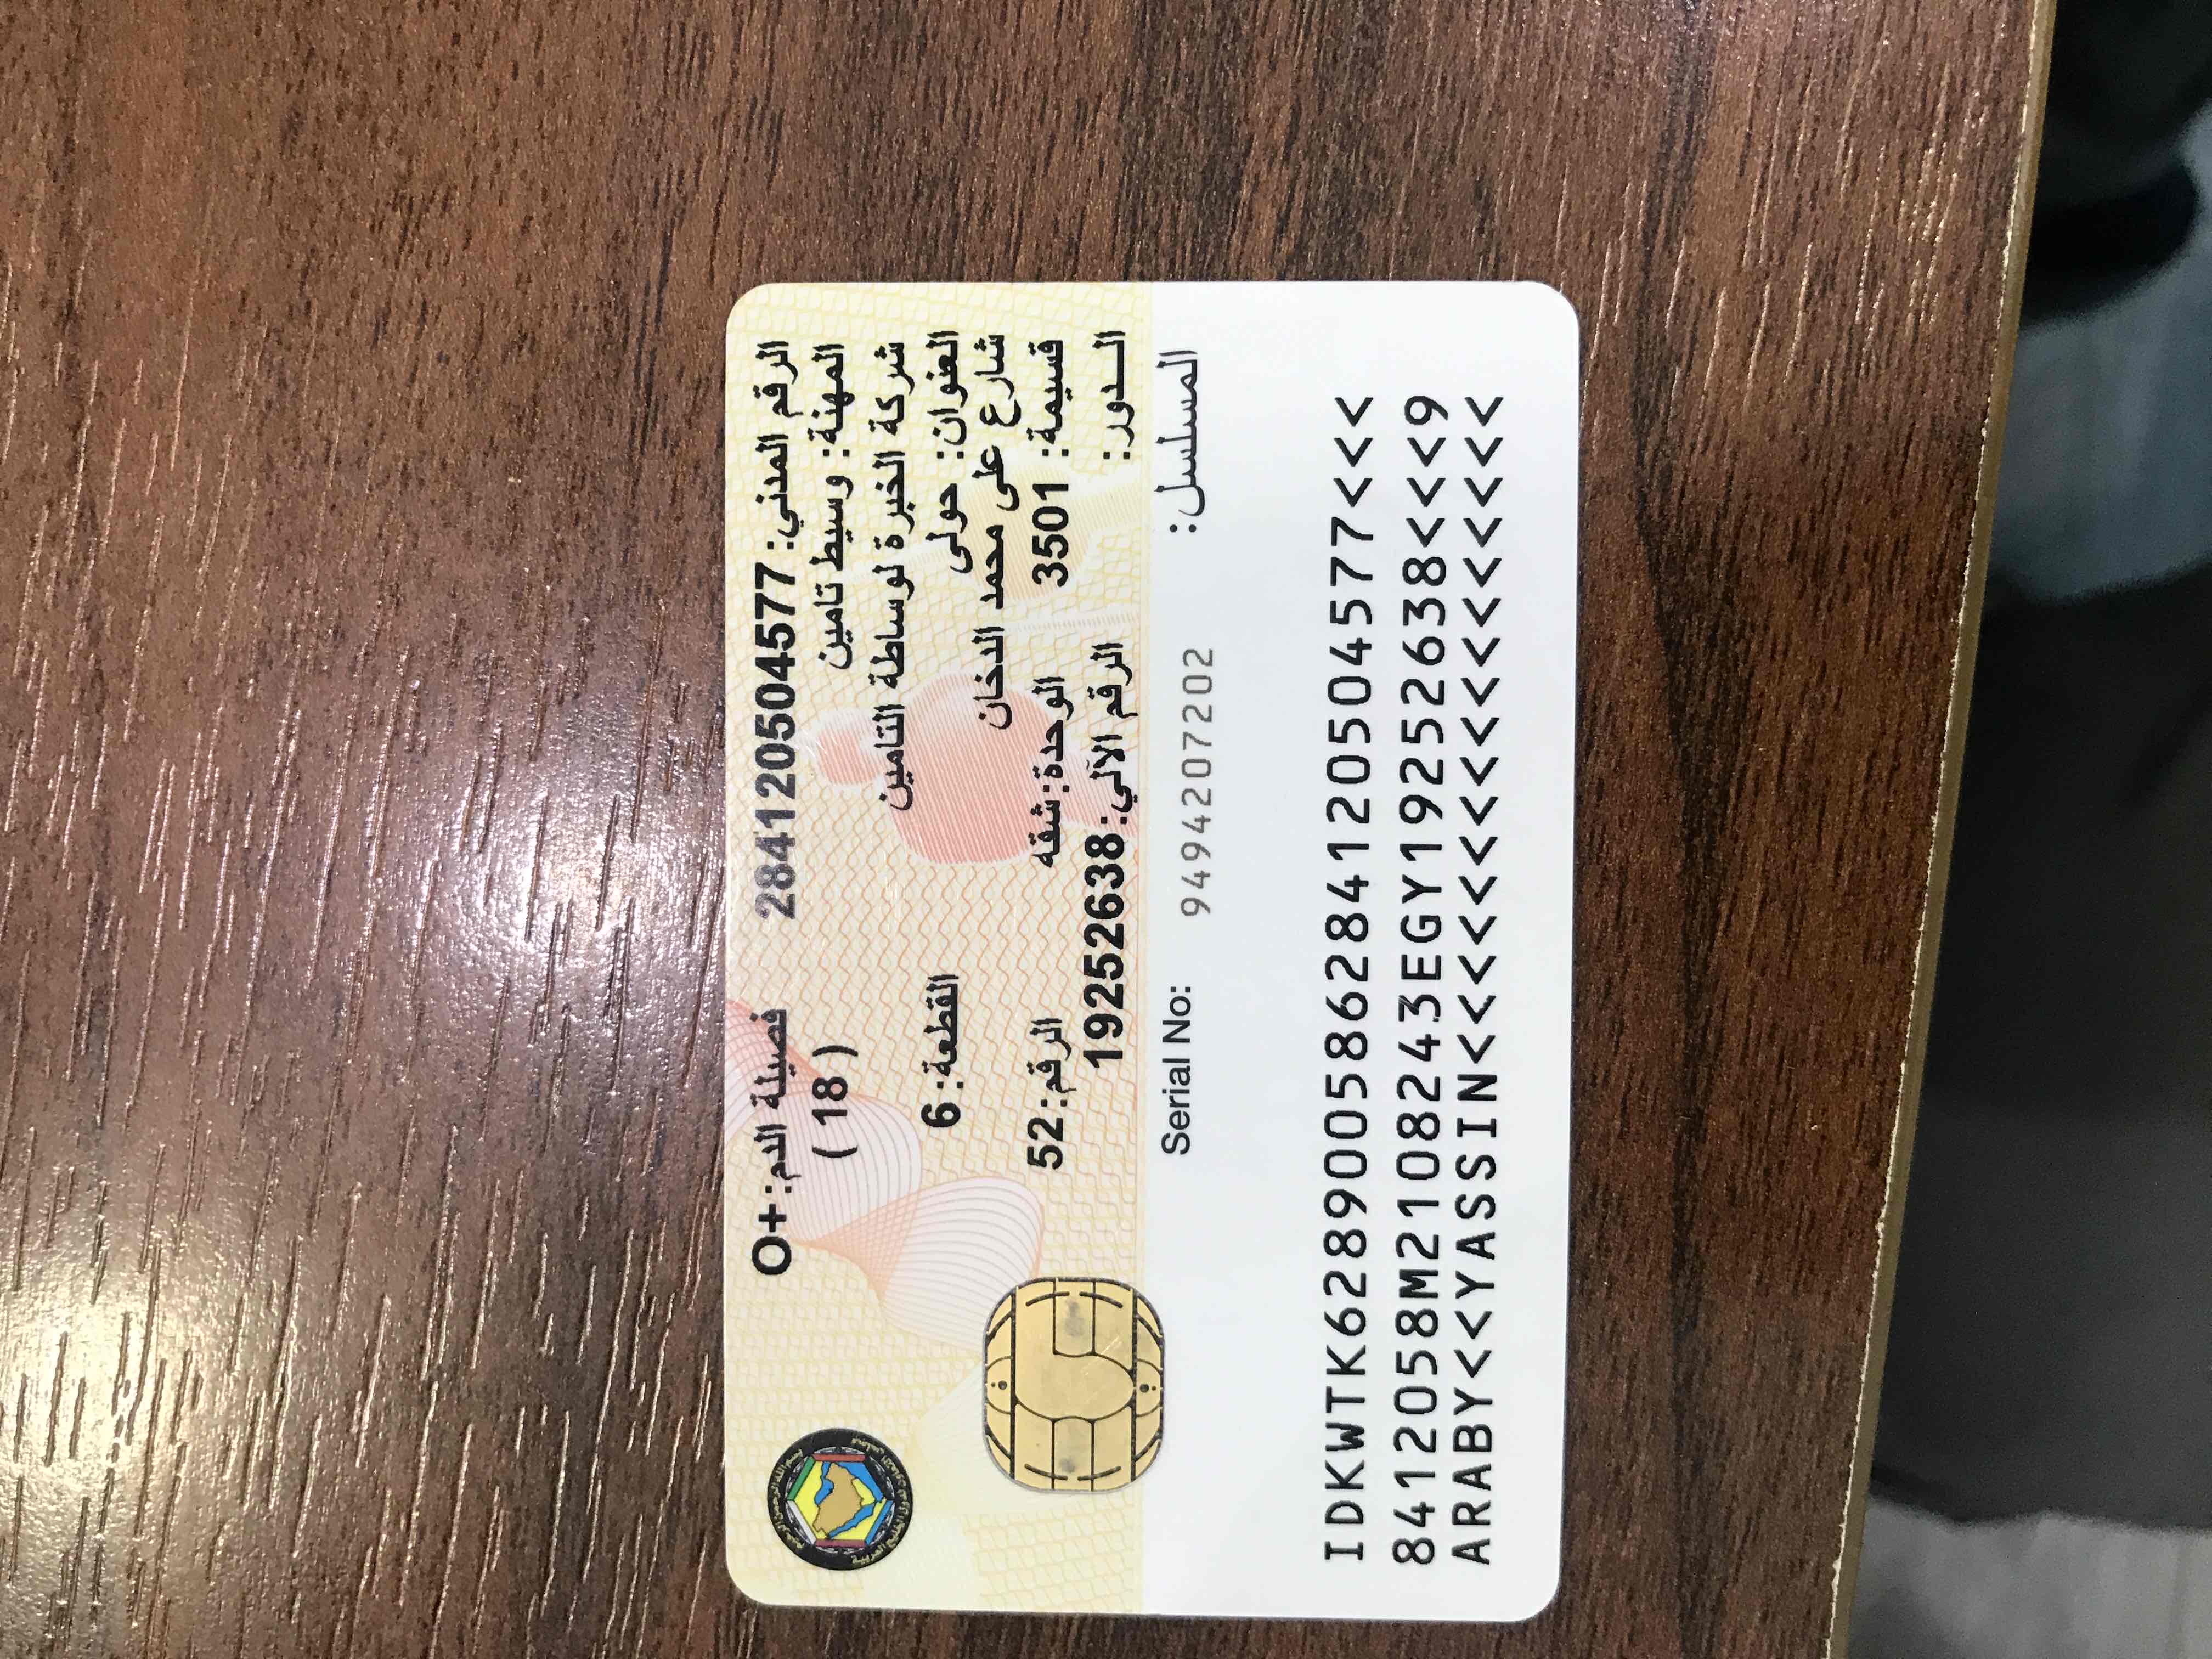 الرقم المدني: 284120504577 فصيلة الدم: O+
المهنة: وسيط تامين (18)
شركة الخبرة لوساطة التامين
العنوان: حولى القطعة: 6
شارع على محمد الدخان
قسيمة: 3501 الوحدة: شقه الرقم: 52
الـدور: الرقم الآلي: 19252638
المسلسل: 9494207202 Serial No:
IDKWTK628900586284120504577<<<
8412058M2108243EGY19252638<<<9
ARABY<<YASSIN<<<<<<<<<<<<<<<<<